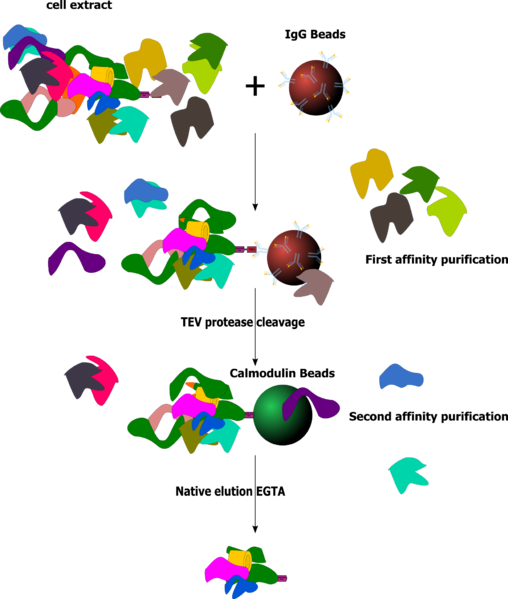 cell extract
IgG Beads
First affinity purification
TEV protease cleavage
Calmodulin Beads
Second affinity purification
Native elution EGTA